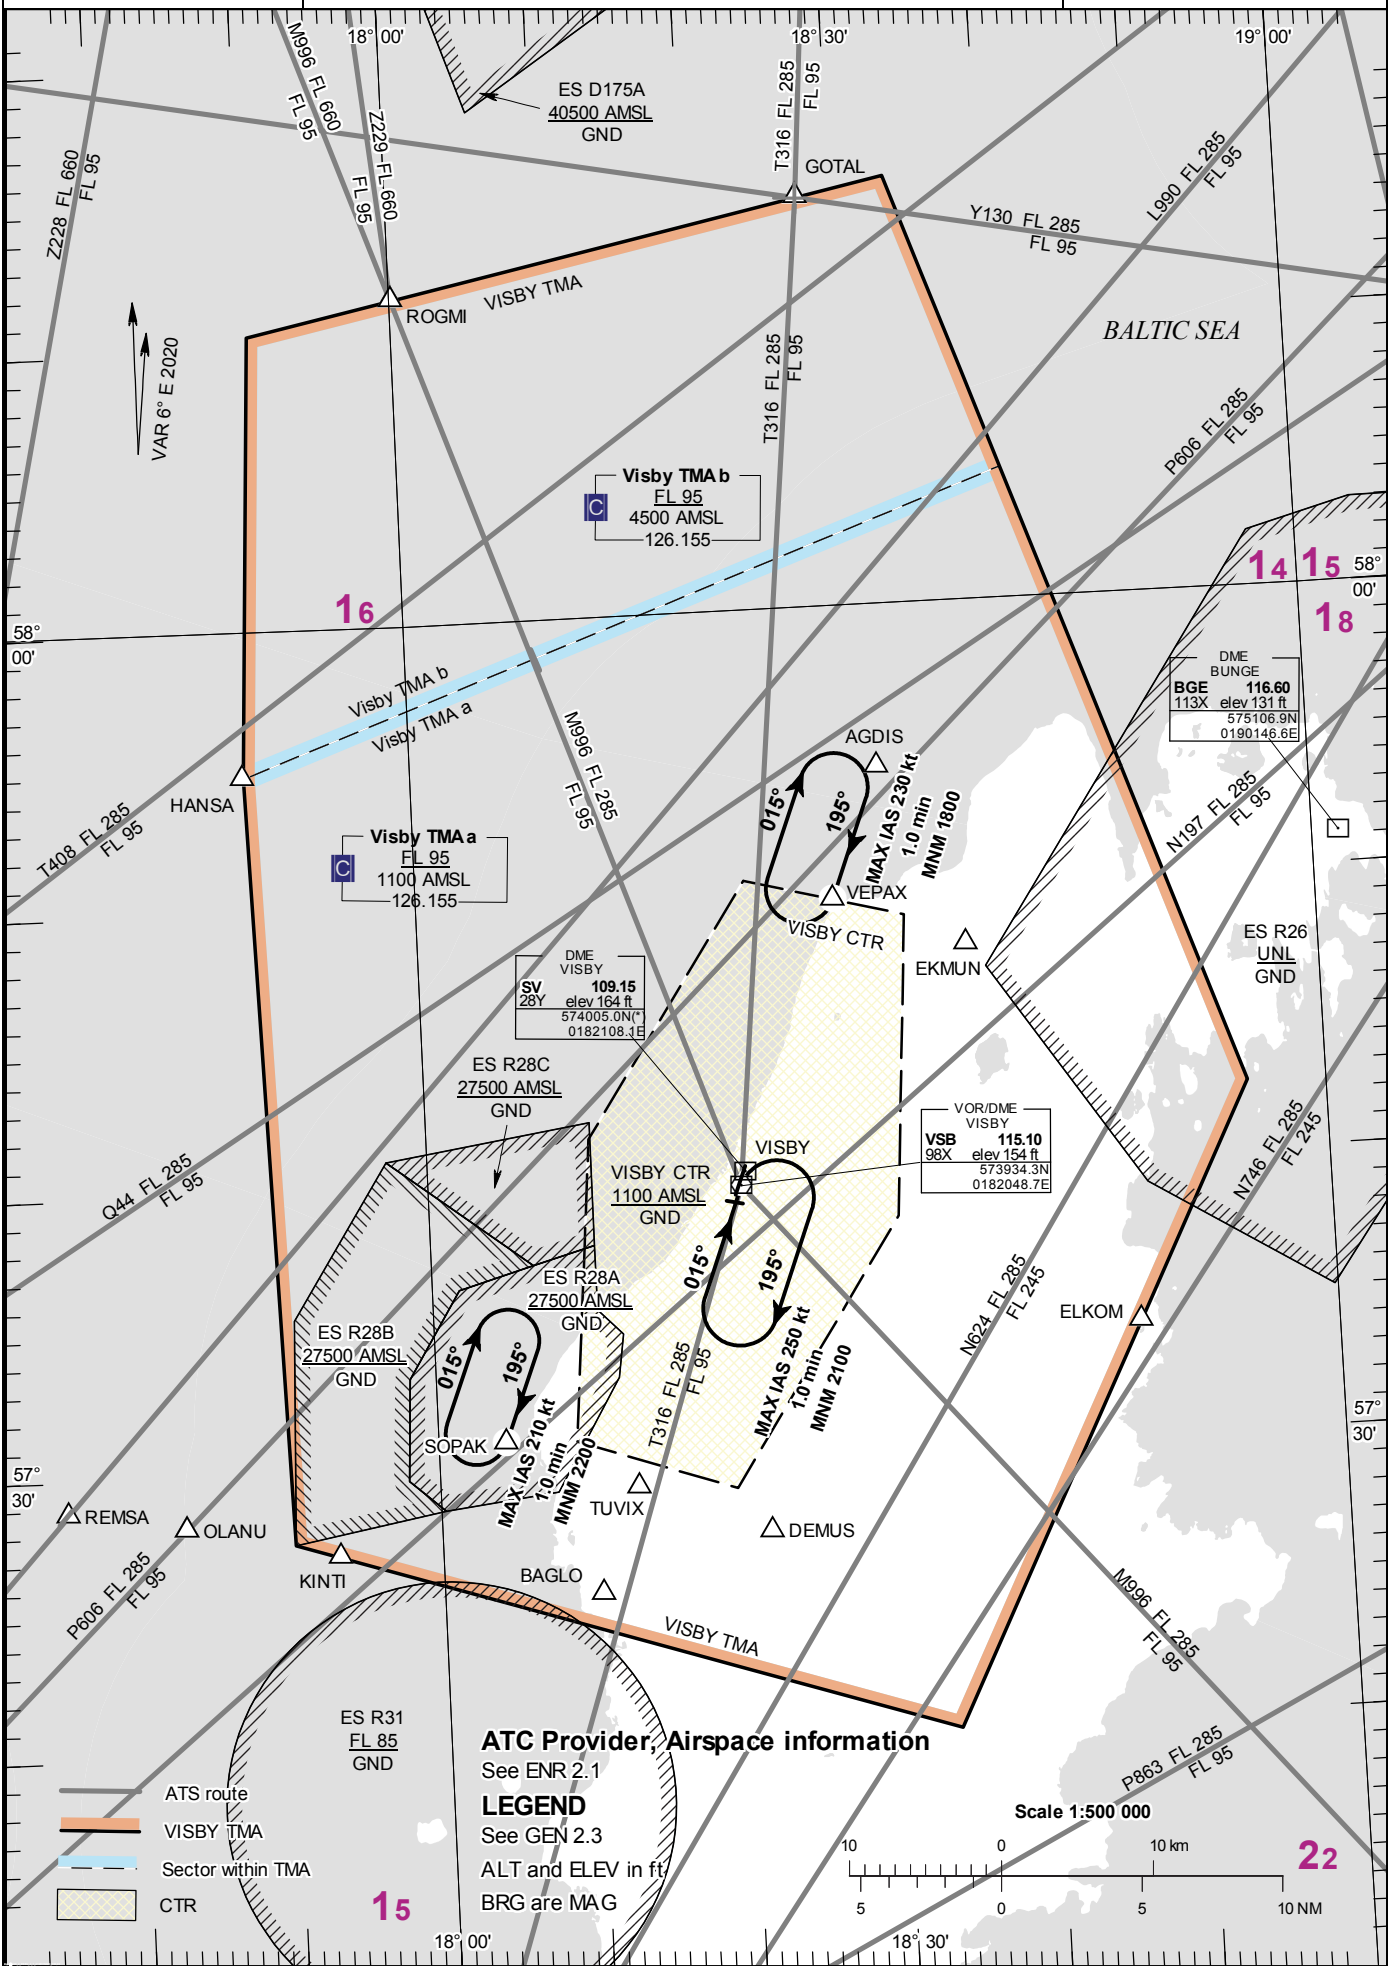 18° 00'
18° 30'
19° 00'
M996 FL 660
FL 95
Z229 FL 660
FL 95
Z228 FL 660
FL 95
ES D175A
40500 AMSL
GND
T316 FL 285
FL 95
GOTAL
L990 FL 285
FL 95
Y130 FL 285
FL 95
ROGMI
VISBY TMA
BALTIC SEA
VAR 6° E 2020
T316 FL 285
FL 95
P606 FL 285
FL 95
Visby TMA b
C
FL 95
4500 AMSL
126.155
14
15
58°
00'
16
18
58°
00'
DME
BUNGE
BGE 116.60
113X elev 131 ft
575106.9N
0190146.6E
Visby TMA b
Visby TMA a
M996 FL 285
FL 95
AGDIS
HANSA
015°
195°
MAX IAS 230 kt
1.0 min
MNM 1800
T408 FL 285
FL 95
N197 FL 285
FL 95
Visby TMA a
C
FL 95
1100 AMSL
126.155
VEPAX
VISBY CTR
EKMUN
ES R26
UNL
GND
DME
VISBY
SV 109.15
28Y elev 164 ft
574005.0N(*)
0182108.1E
ES R28C
27500 AMSL
GND
VOR/DME
VISBY
VSB 115.10
98X elev 154 ft
573934.3N
0182048.7E
N746 FL 285
FL 245
VISBY
VISBY CTR
1100 AMSL
GND
Q44 FL 285
FL 95
015°
195°
ES R28A
27500 AMSL
GND
N624 FL 285
FL 245
ELKOM
ES R28B
27500 AMSL
GND
015°
195°
T316 FL 285
FL 95
MAX IAS 250 kt
1.0 min
MNM 2100
57°
30'
SOPAK
MAX IAS 210 kt
1.0 min
MNM 2200
57°
30'
REMSA
OLANU
TUVIX
DEMUS
KINTI
BAGLO
P606 FL 285
FL 95
M996 FL 285
FL 95
VISBY TMA
ES R31
FL 85
GND
P863 FL 285
FL 95
ATC Provider, Airspace information
See ENR 2.1
LEGEND
See GEN 2.3
ALT and ELEV in ft
BRG are MAG
ATS route
VISBY TMA
Sector within TMA
CTR
15
Scale 1:500 000
10 0 10 km
5 0 5 10 NM
22
18° 00'
18° 30'